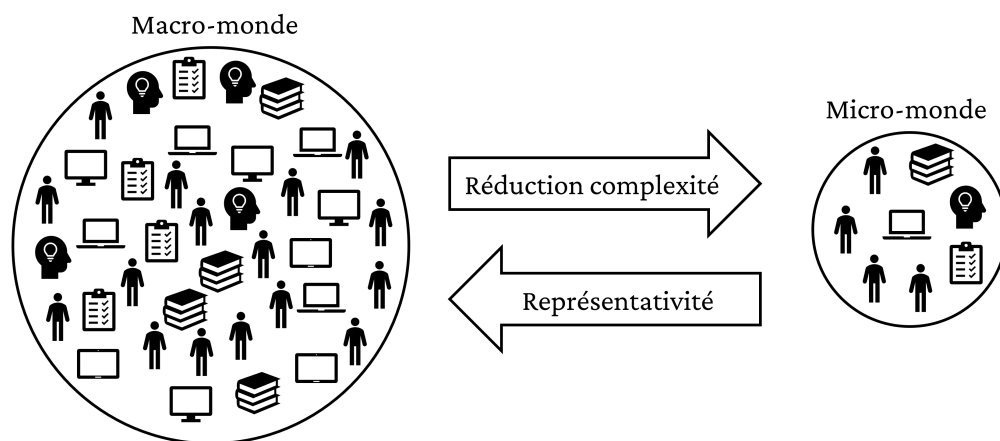 Macro-monde
Micro-monde
Réduction complexité
Représentativité